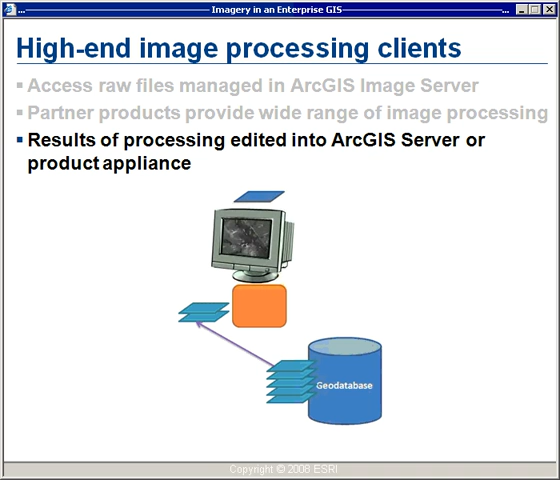 Imagery in an Enterprise GIS
High-end image processing clients
▪ Access raw files managed in ArcGIS Image Server
▪ Partner products provide wide range of image processing
▪ Results of processing edited into ArcGIS Server or
product appliance
Geodatabase
Copyright © 2008 ESRI